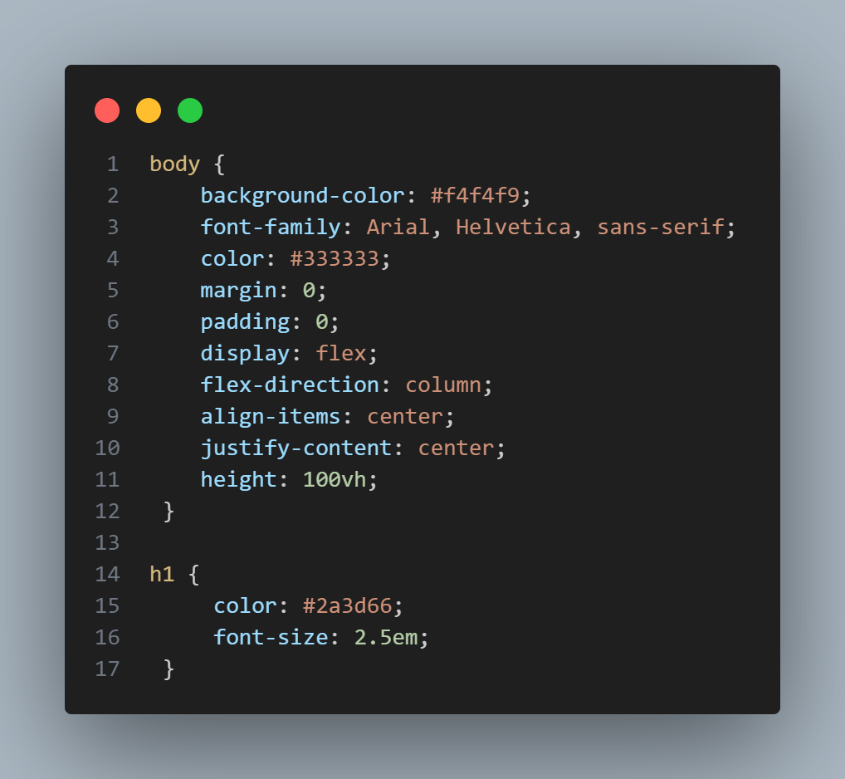 1 body {
2     background-color: #f4f4f9;
3     font-family: Arial, Helvetica, sans-serif;
4     color: #333333;
5     margin: 0;
6     padding: 0;
7     display: flex;
8     flex-direction: column;
9     align-items: center;
10     justify-content: center;
11     height: 100vh;
12  }
13
14 h1 {
15      color: #2a3d66;
16      font-size: 2.5em;
17  }